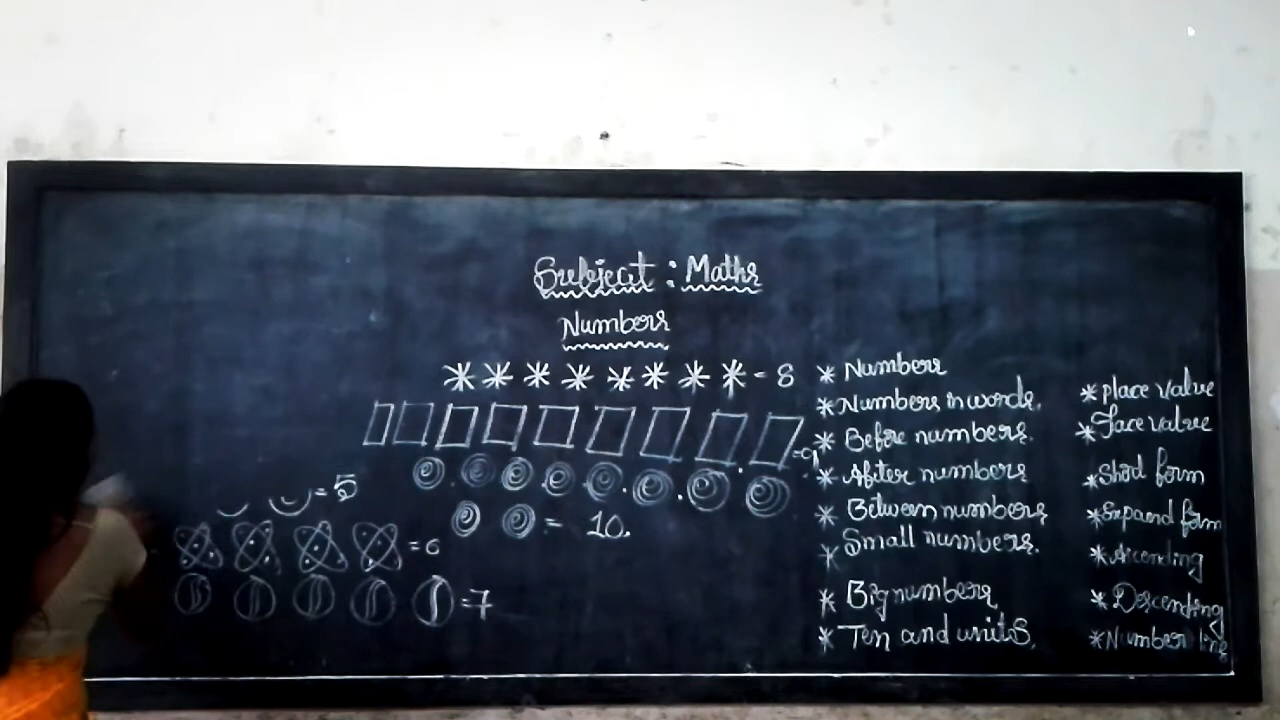 Subject : Maths
Numbers
= 8
= 9
= 10.
= 5
= 6
= 7
* Numbers
* Numbers in words.
* Before numbers.
* After numbers
* Between numbers
* Small numbers.
* Big numbers
* Ten and units.
* place value
* Face value
* Short form
* Expand form
* Ascending
* Descending
* Number line